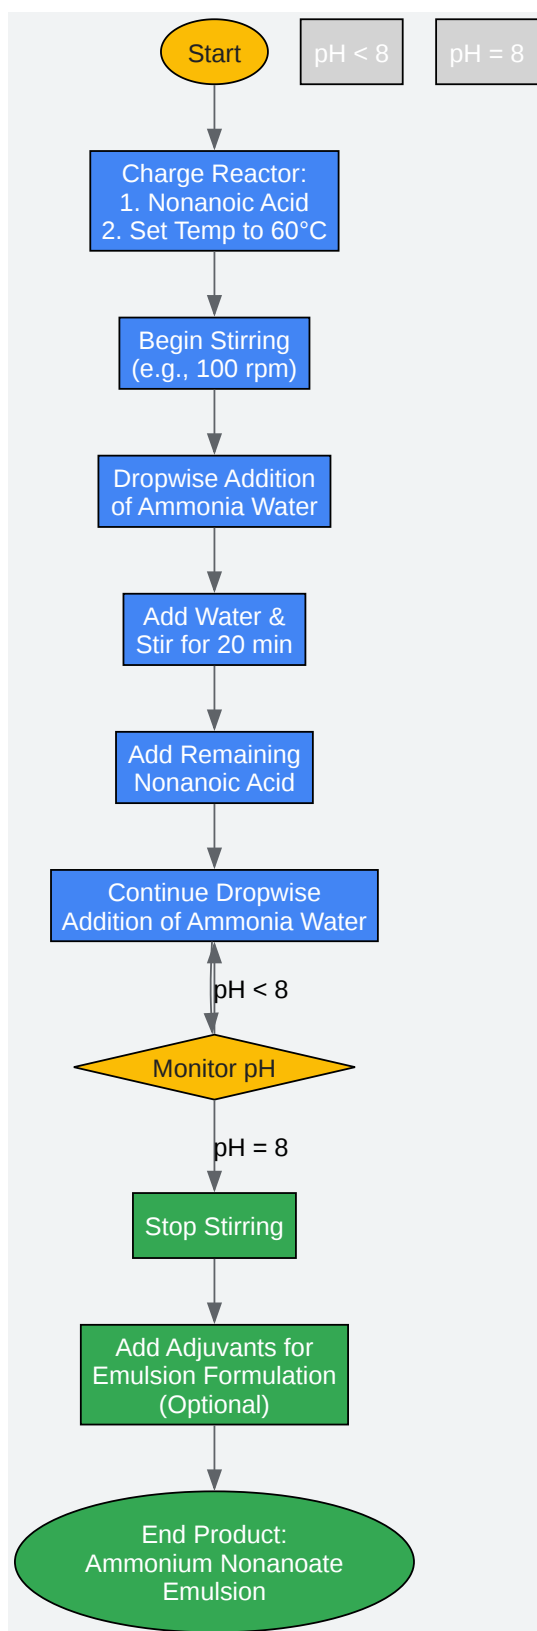 Start
pH < 8
pH = 8
Charge Reactor:
1. Nonanoic Acid
2. Set Temp to 60°C
Begin Stirring
(e.g., 100 rpm)
Dropwise Addition
of Ammonia Water
Add Water &
Stir for 20 min
Add Remaining
Nonanoic Acid
Continue Dropwise
Addition of Ammonia Water
pH < 8
Monitor pH
pH = 8
Stop Stirring
Add Adjuvants for
Emulsion Formulation
(Optional)
End Product:
Ammonium Nonanoate
Emulsion